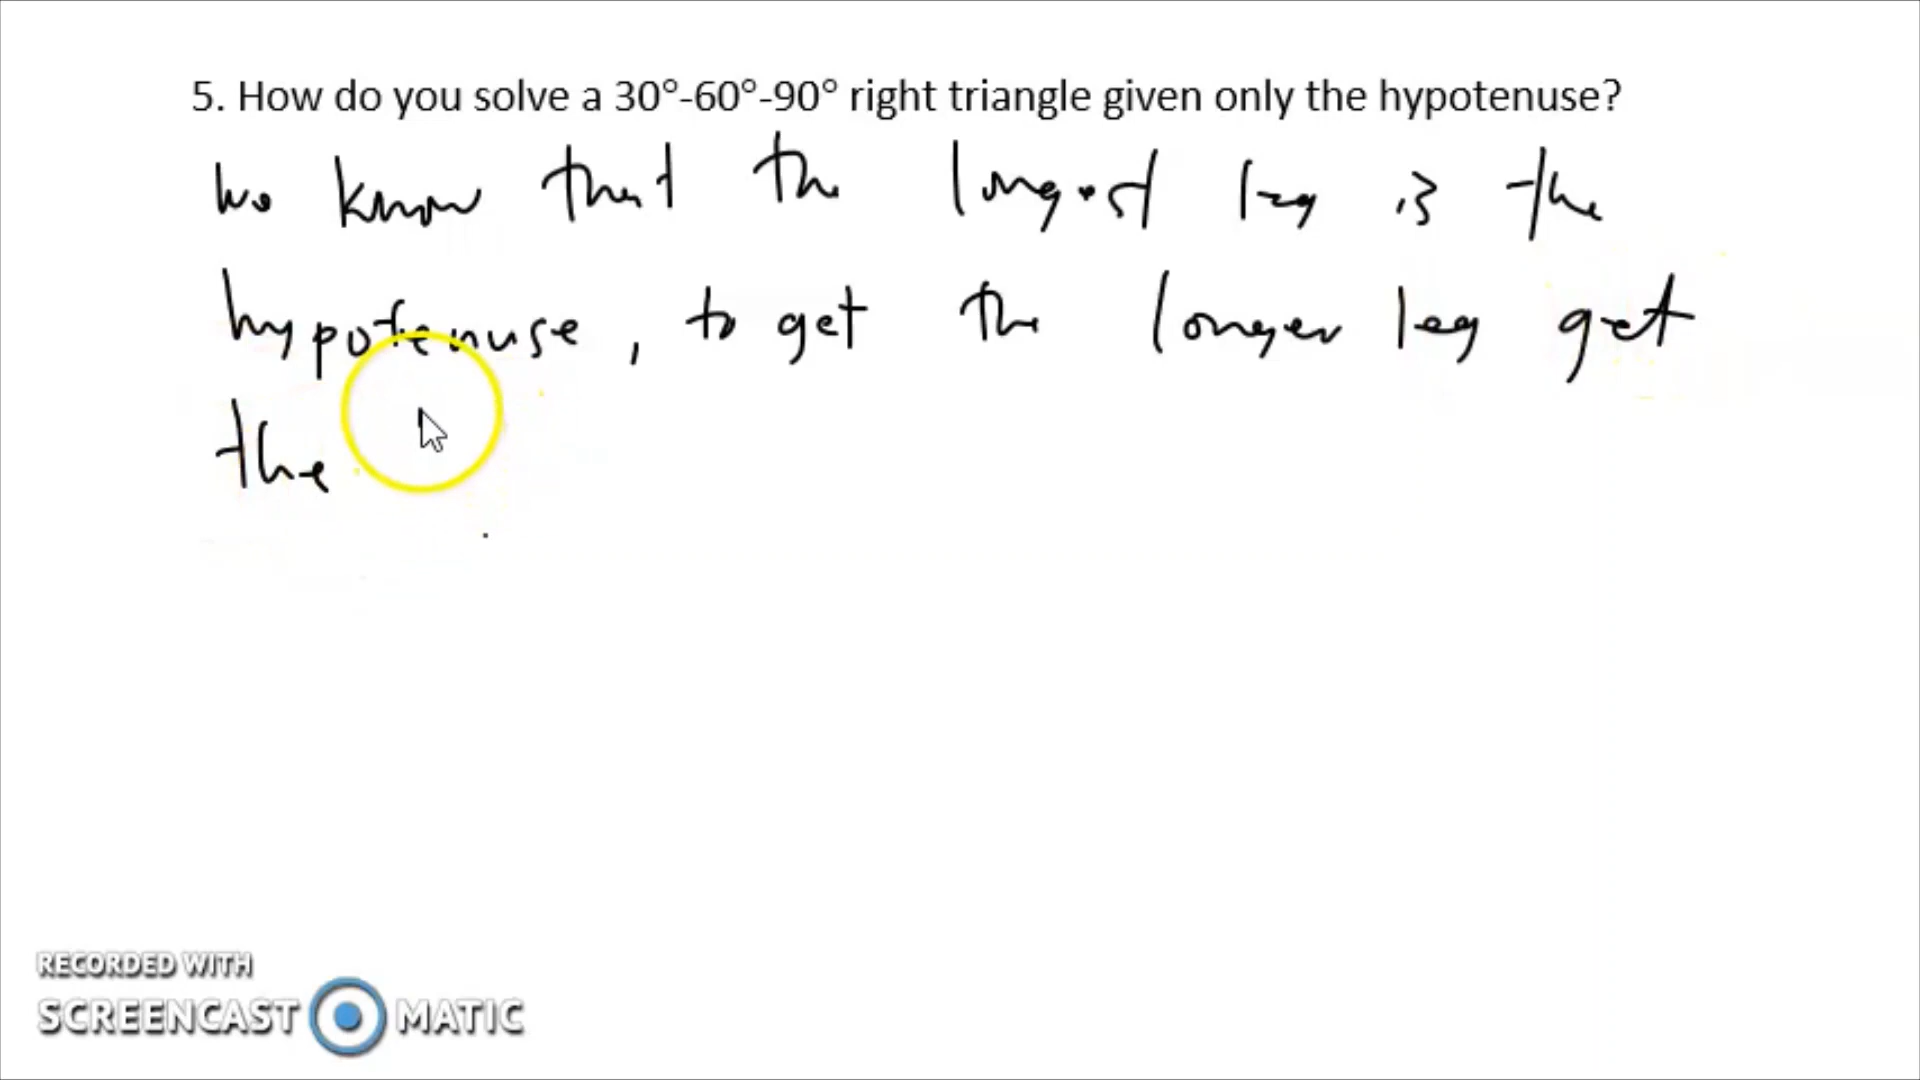 5. How do you solve a 30°-60°-90° right triangle given only the hypotenuse?
We know that the longest leg is the
hypotenuse, to get the longer leg get
the
RECORDED WITH
SCREENCAST MATIC